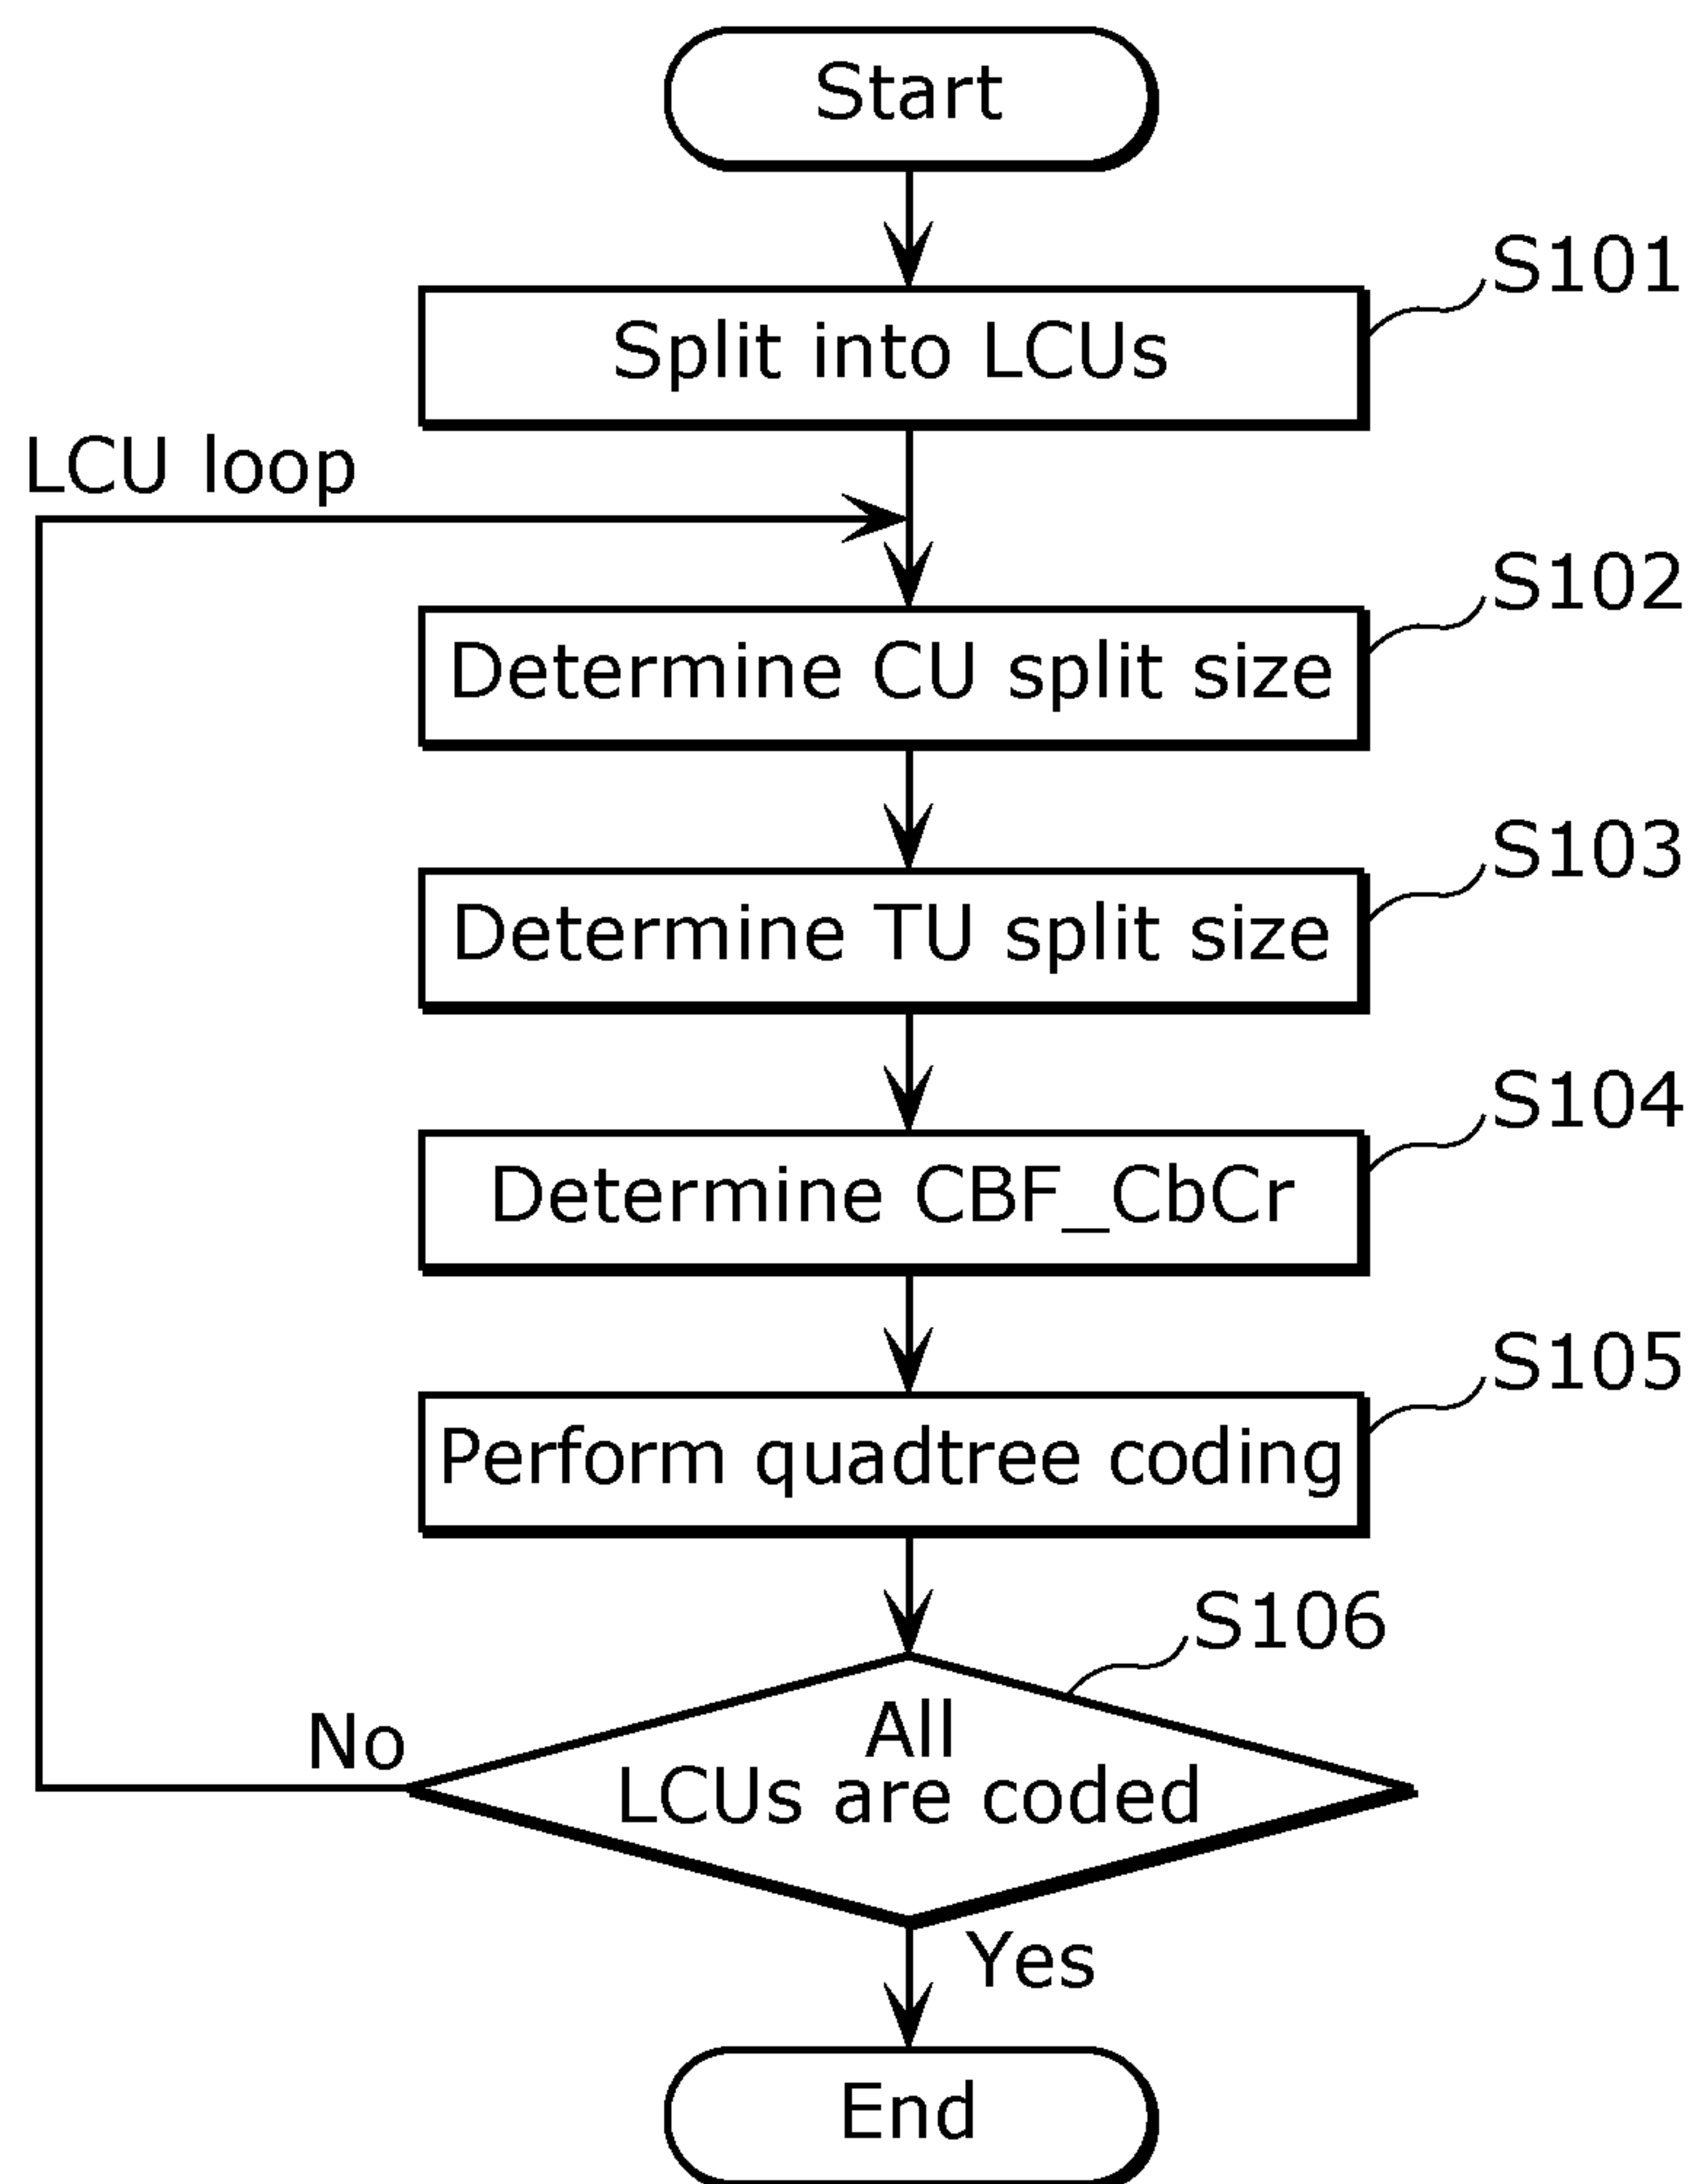 Start
S101
Split into LCUs
LCU loop
S102
Determine CU split size
S103
Determine TU split size
S104
Determine CBF_CbCr
S105
Perform quadtree coding
S106
All
LCUs are coded
No
Yes
End